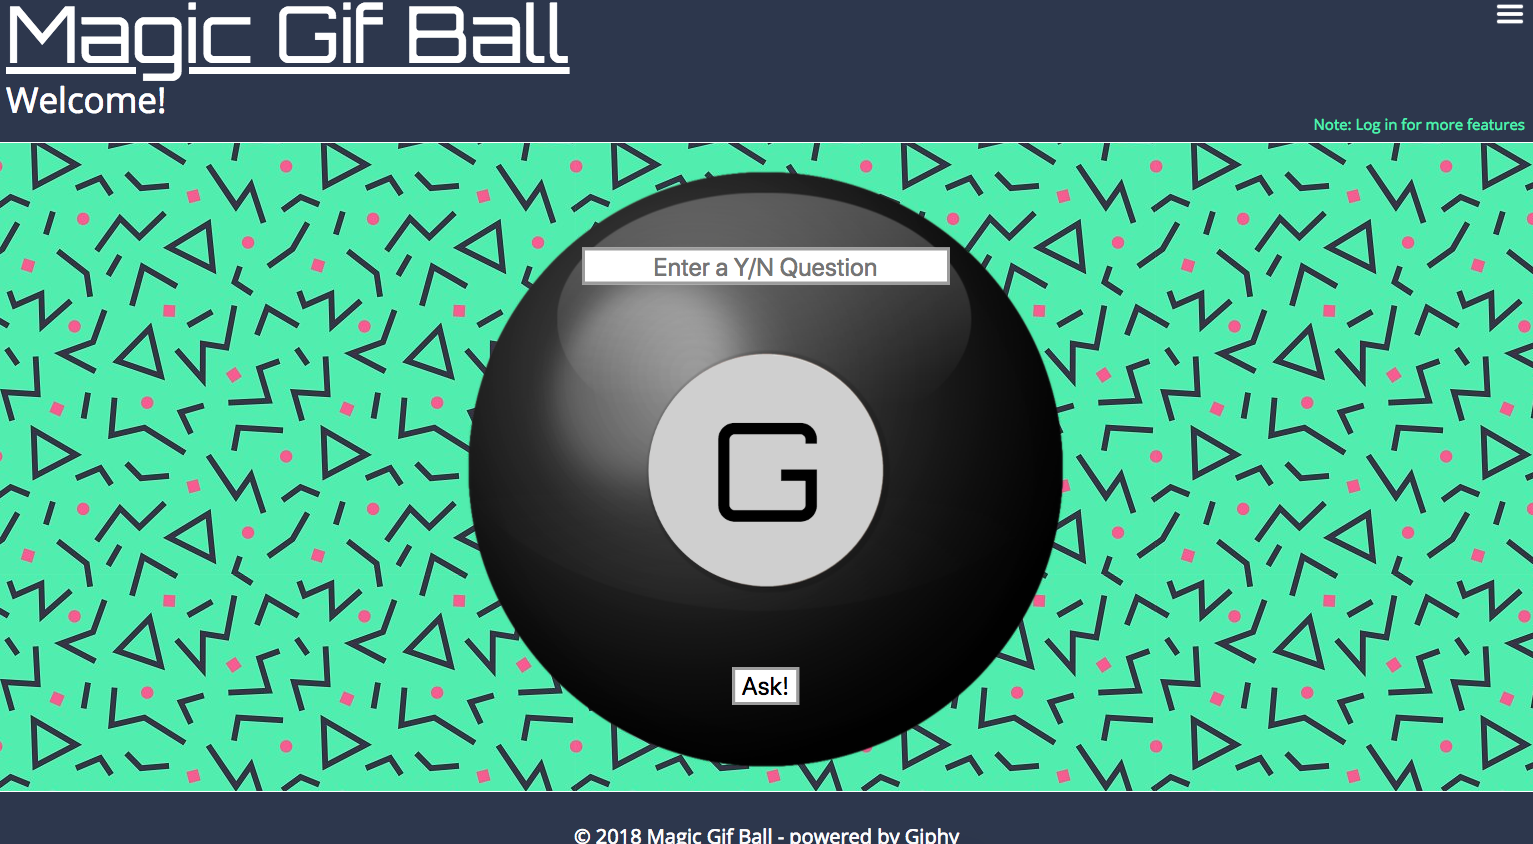 Magic Gif Ball
Welcome!
Note: Log in for more features
Enter a Y/N Question
G
Ask!
© 2018 Magic Gif Ball - powered by Giphy